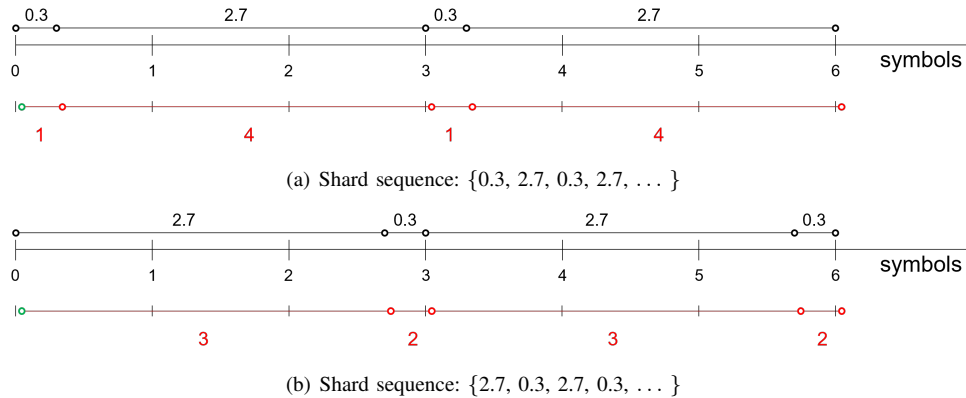 0.3 2.7 0.3 2.7
0 1 2 3 4 5 6 symbols
1 4 1 4
(a) Shard sequence: {0.3, 2.7, 0.3, 2.7, ... }
2.7 0.3 2.7 0.3
0 1 2 3 4 5 6 symbols
3 2 3 2
(b) Shard sequence: {2.7, 0.3, 2.7, 0.3, ... }